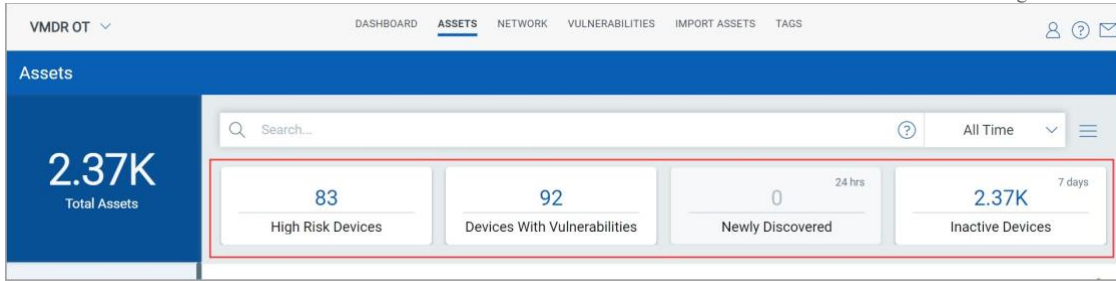 VMDR OT
DASHBOARD ASSETS NETWORK VULNERABILITIES IMPORT ASSETS TAGS
Assets
2.37K
Total Assets
Search...
All Time
83
High Risk Devices
92
Devices With Vulnerabilities
24 hrs
0
Newly Discovered
7 days
2.37K
Inactive Devices